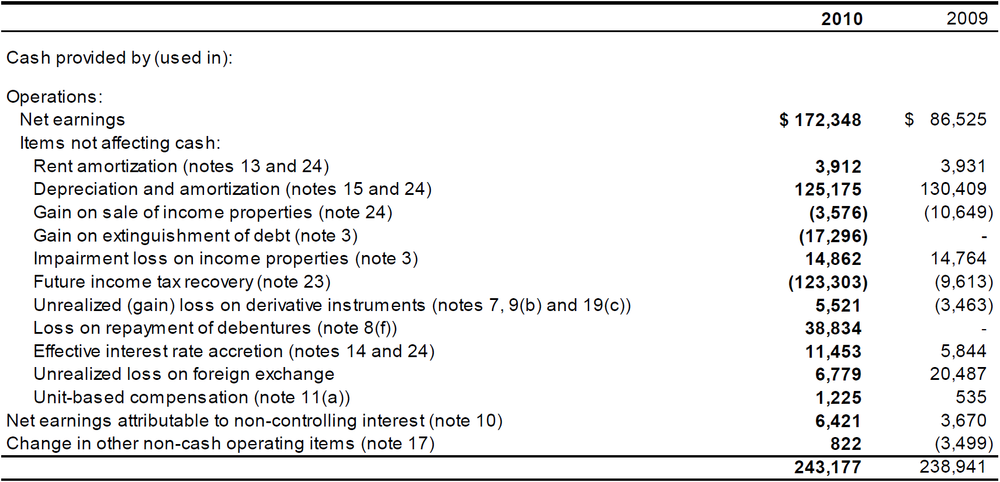 2010 2009
Cash provided by (used in):
Operations:
Net earnings $ 172,348 $ 86,525
Items not affecting cash:
Rent amortization (notes 13 and 24) 3,912 3,931
Depreciation and amortization (notes 15 and 24) 125,175 130,409
Gain on sale of income properties (note 24) (3,576) (10,649)
Gain on extinguishment of debt (note 3) (17,296) -
Impairment loss on income properties (note 3) 14,862 14,764
Future income tax recovery (note 23) (123,303) (9,613)
Unrealized (gain) loss on derivative instruments (notes 7, 9(b) and 19(c)) 5,521 (3,463)
Loss on repayment of debentures (note 8(f)) 38,834 -
Effective interest rate accretion (notes 14 and 24) 11,453 5,844
Unrealized loss on foreign exchange 6,779 20,487
Unit-based compensation (note 11(a)) 1,225 535
Net earnings attributable to non-controlling interest (note 10) 6,421 3,670
Change in other non-cash operating items (note 17) 822 (3,499)
243,177 238,941